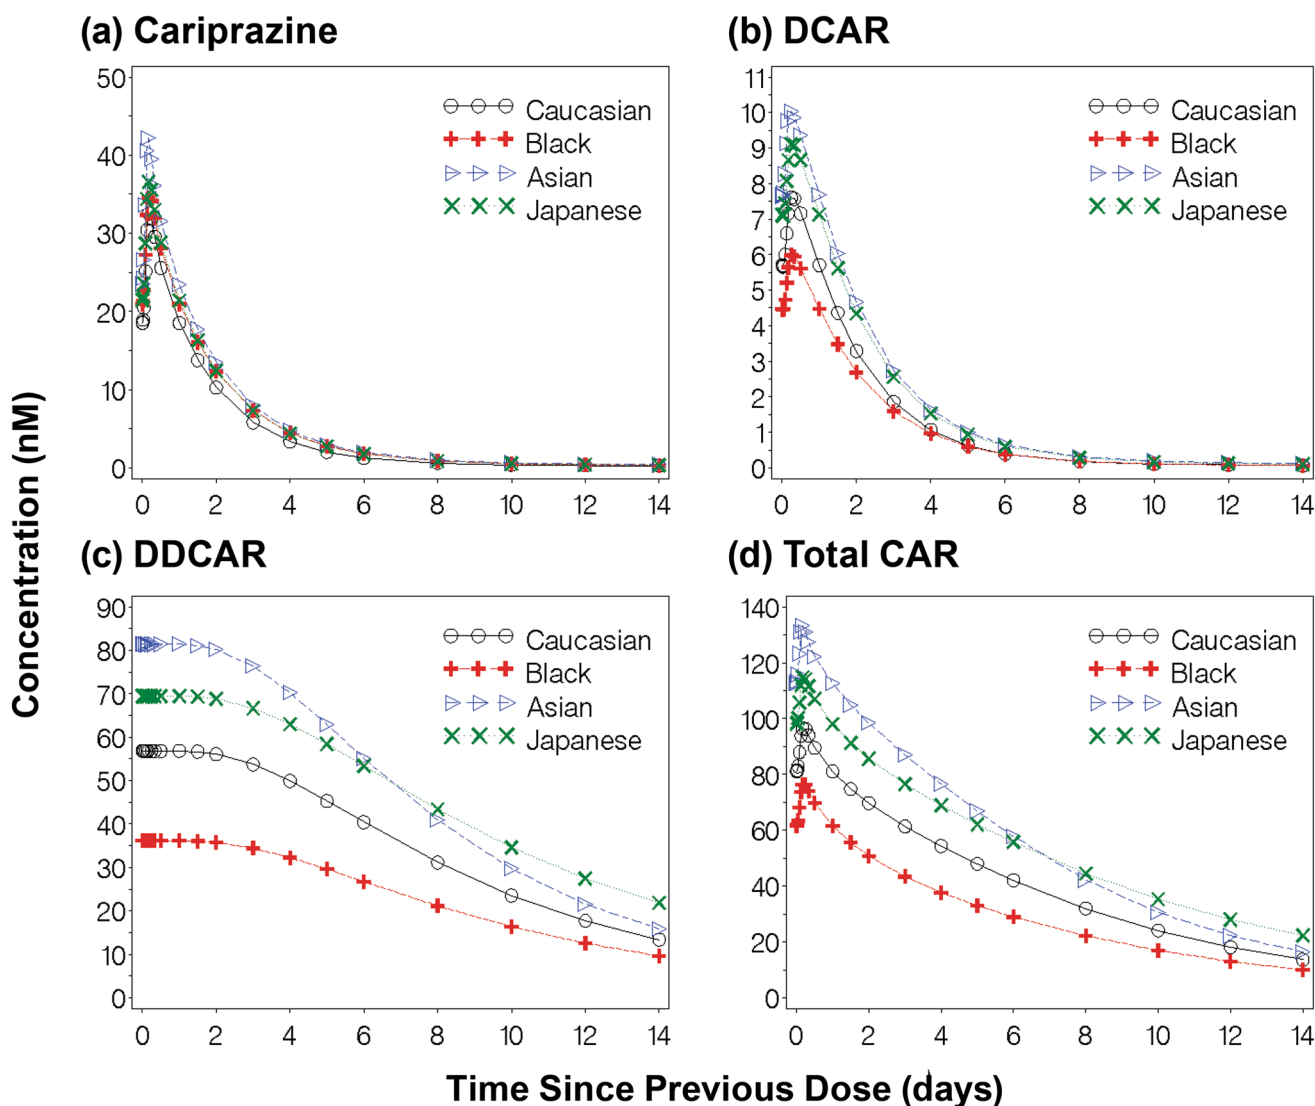 (a) Cariprazine
50
40
30
20
10
0
0 2 4 6 8 10 12 14
Caucasian
Black
Asian
Japanese
(b) DCAR
11
10
9
8
7
6
5
4
3
2
1
0
0 2 4 6 8 10 12 14
Caucasian
Black
Asian
Japanese
Concentration (nM)
(c) DDCAR
90
80
70
60
50
40
30
20
10
0
0 2 4 6 8 10 12 14
Caucasian
Black
Asian
Japanese
(d) Total CAR
140
120
100
80
60
40
20
0
0 2 4 6 8 10 12 14
Caucasian
Black
Asian
Japanese
Time Since Previous Dose (days)